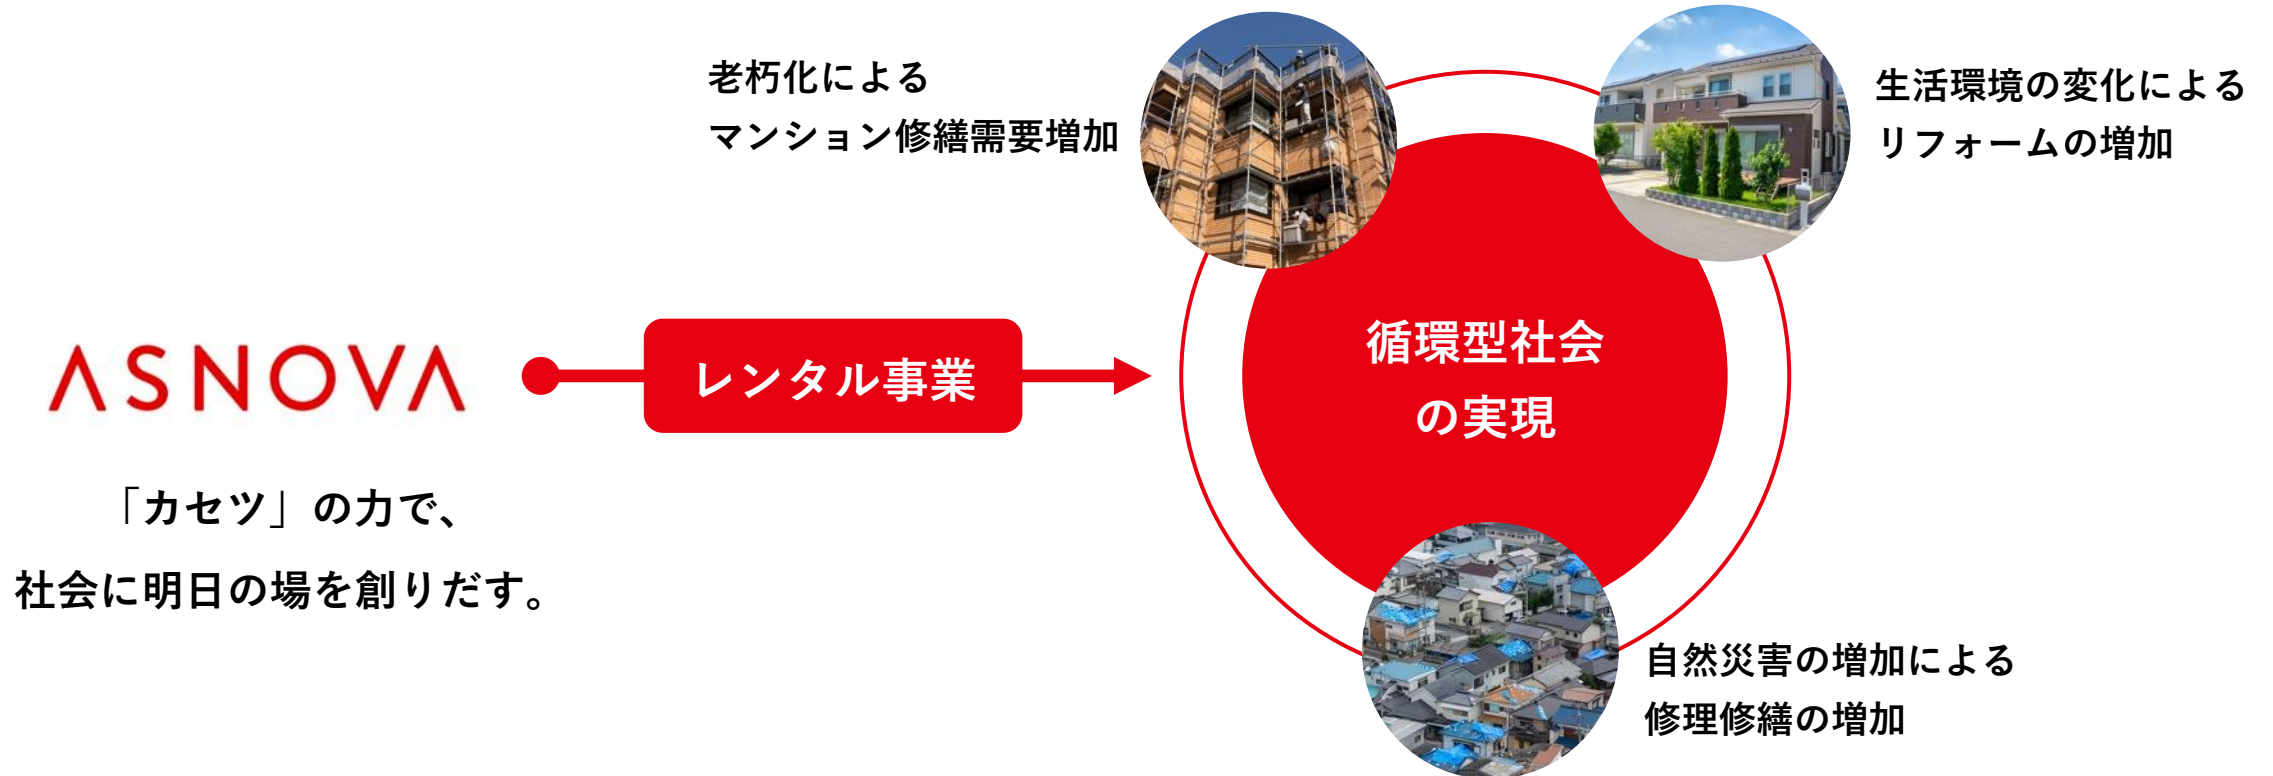 老朽化による
マンション修繕需要増加
生活環境の変化による
リフォームの増加
ASNOVA
レンタル事業
循環型社会
の実現
「カセツ」の力で、
社会に明日の場を創りだす。
自然災害の増加による
修理修繕の増加